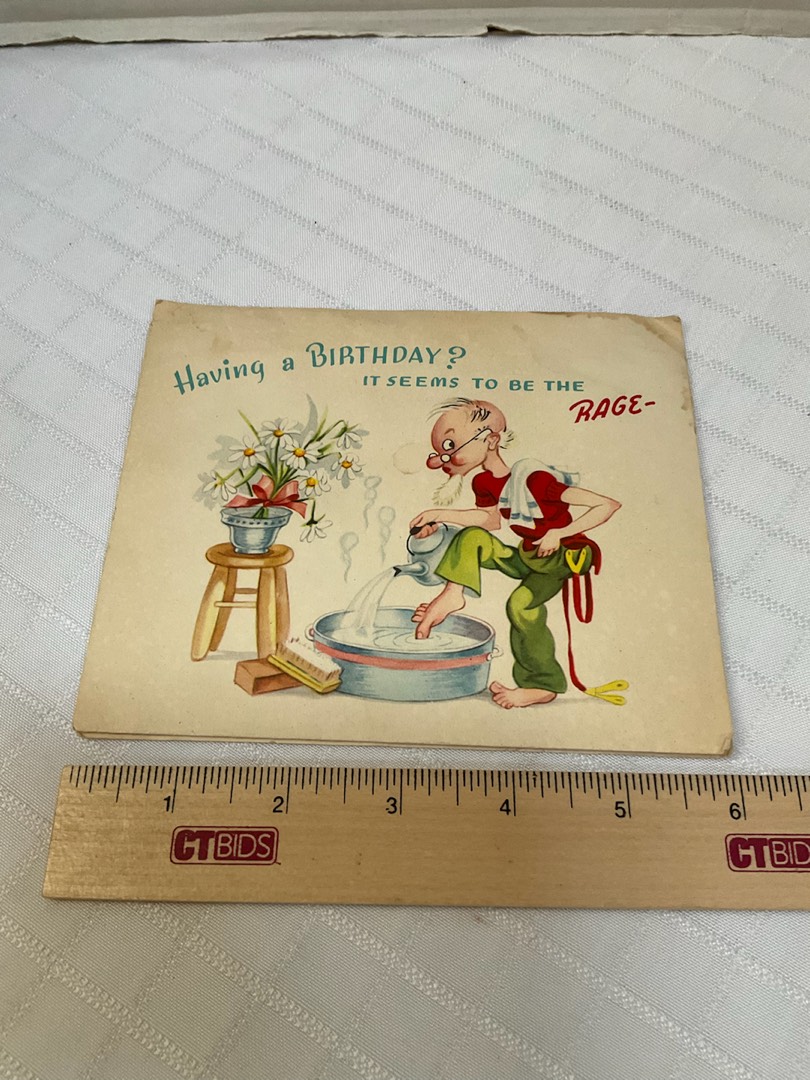 Having a BIRTHDAY?
IT SEEMS TO BE THE
RAGE-
1 2 3 4 5 6
CTBIDS CTBID